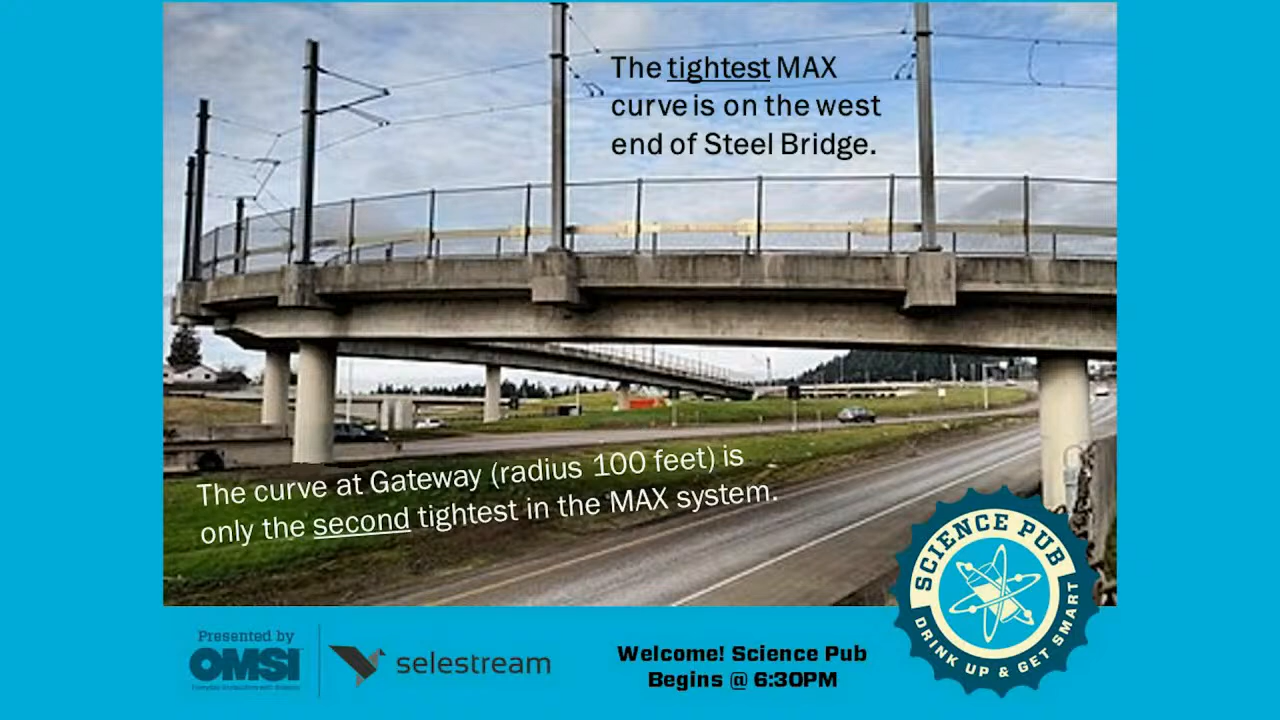 The tightest MAX
curve is on the west
end of Steel Bridge.
The curve at Gateway (radius 100 feet) is
only the second tightest in the MAX system.
SCIENCE PUB
DRINK UP & GET SMART
Presented by
OMSI
selestream
Welcome! Science Pub
Begins @ 6:30PM